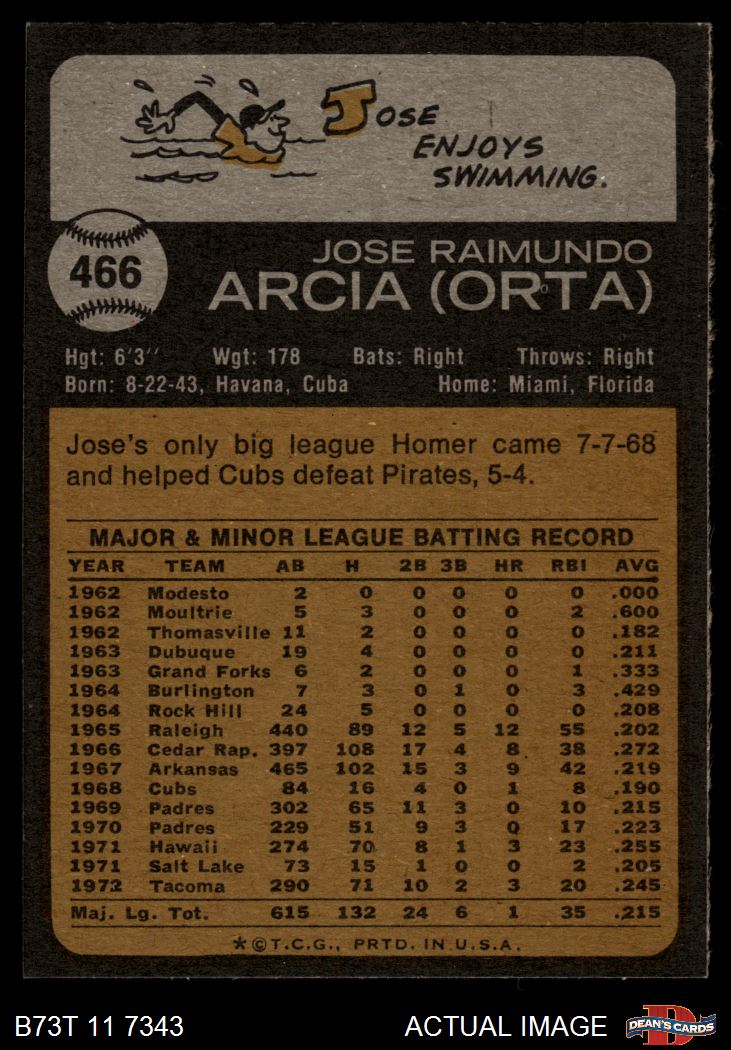 JOSE
ENJOYS
SWIMMING.
466
JOSE RAIMUNDO
ARCIA (ORTA)
Hgt: 6'3" Wgt: 178 Bats: Right Throws: Right
Born: 8-22-43, Havana, Cuba Home: Miami, Florida
Jose's only big league Homer came 7-7-68
and helped Cubs defeat Pirates, 5-4.
MAJOR & MINOR LEAGUE BATTING RECORD
YEAR TEAM AB H 2B 3B HR RBI AVG
1962 Modesto 2 0 0 0 0 0 .000
1962 Moultrie 5 3 0 0 0 2 .600
1962 Thomasville 11 2 0 0 0 0 .182
1963 Dubuque 19 4 0 0 0 0 .211
1963 Grand Forks 6 2 0 0 0 1 .333
1964 Burlington 7 3 0 1 0 3 .429
1964 Rock Hill 24 5 0 0 0 0 .208
1965 Raleigh 440 89 12 5 12 55 .202
1966 Cedar Rap. 397 108 17 4 8 38 .272
1967 Arkansas 465 102 15 3 9 42 .219
1968 Cubs 84 16 4 0 1 8 .190
1969 Padres 302 65 11 3 0 10 .215
1970 Padres 229 51 9 3 0 17 .223
1971 Hawaii 274 70 8 1 3 23 .255
1971 Salt Lake 73 15 1 0 0 2 .205
1972 Tacoma 290 71 10 2 3 20 .245
Maj. Lg. Tot. 615 132 24 6 1 35 .215
*©T.C.G., PRTD. IN U.S.A.
B73T 11 7343 ACTUAL IMAGE D DEAN'S CARDS